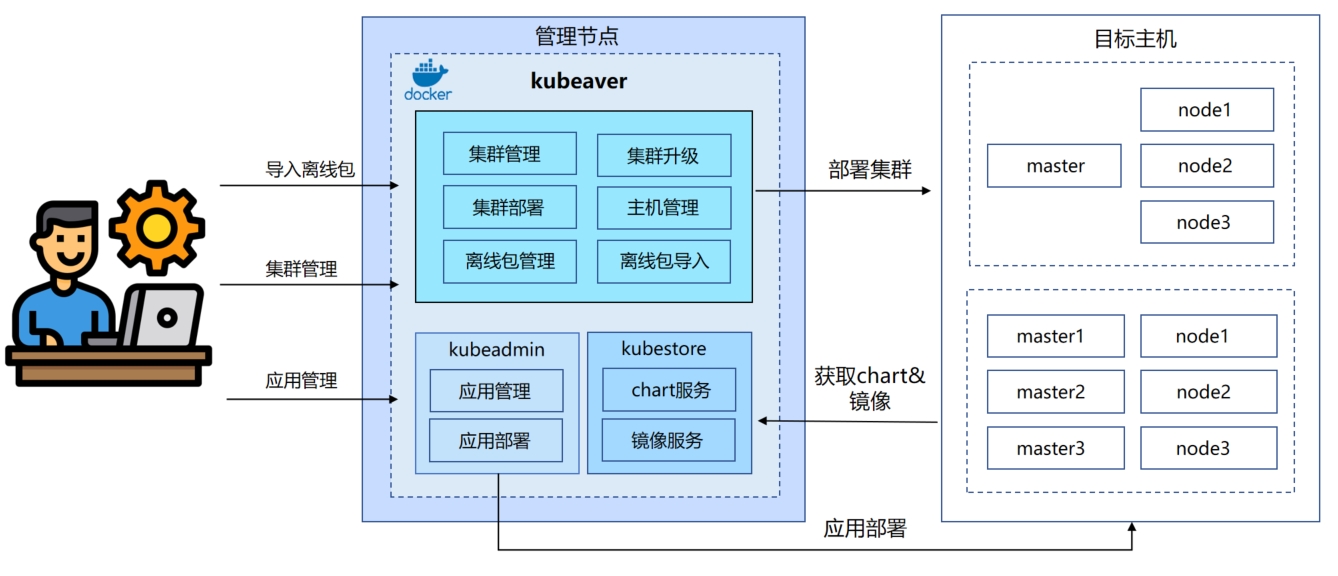 导入离线包
集群管理
应用管理
管理节点
docker
kubeaver
集群管理
集群升级
集群部署
主机管理
离线包管理
离线包导入
kubeadmin
应用管理
应用部署
kubestore
chart服务
镜像服务
部署集群
获取chart&
镜像
应用部署
目标主机
master
node1
node2
node3
master1
node1
master2
node2
master3
node3